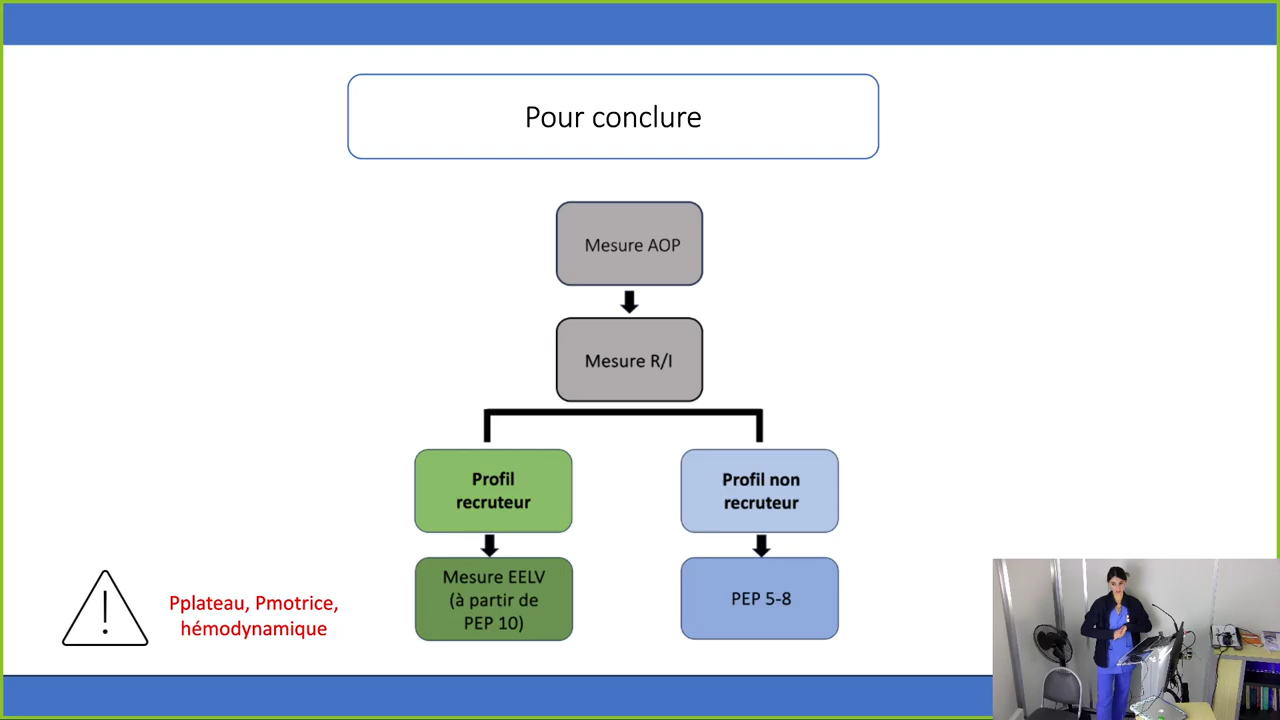 Pour conclure
Mesure AOP
Mesure R/I
Profil
recruteur
Profil non
recruteur
Mesure EELV
(à partir de
PEP 10)
PEP 5-8
Pplateau, Pmotrice,
hémodynamique